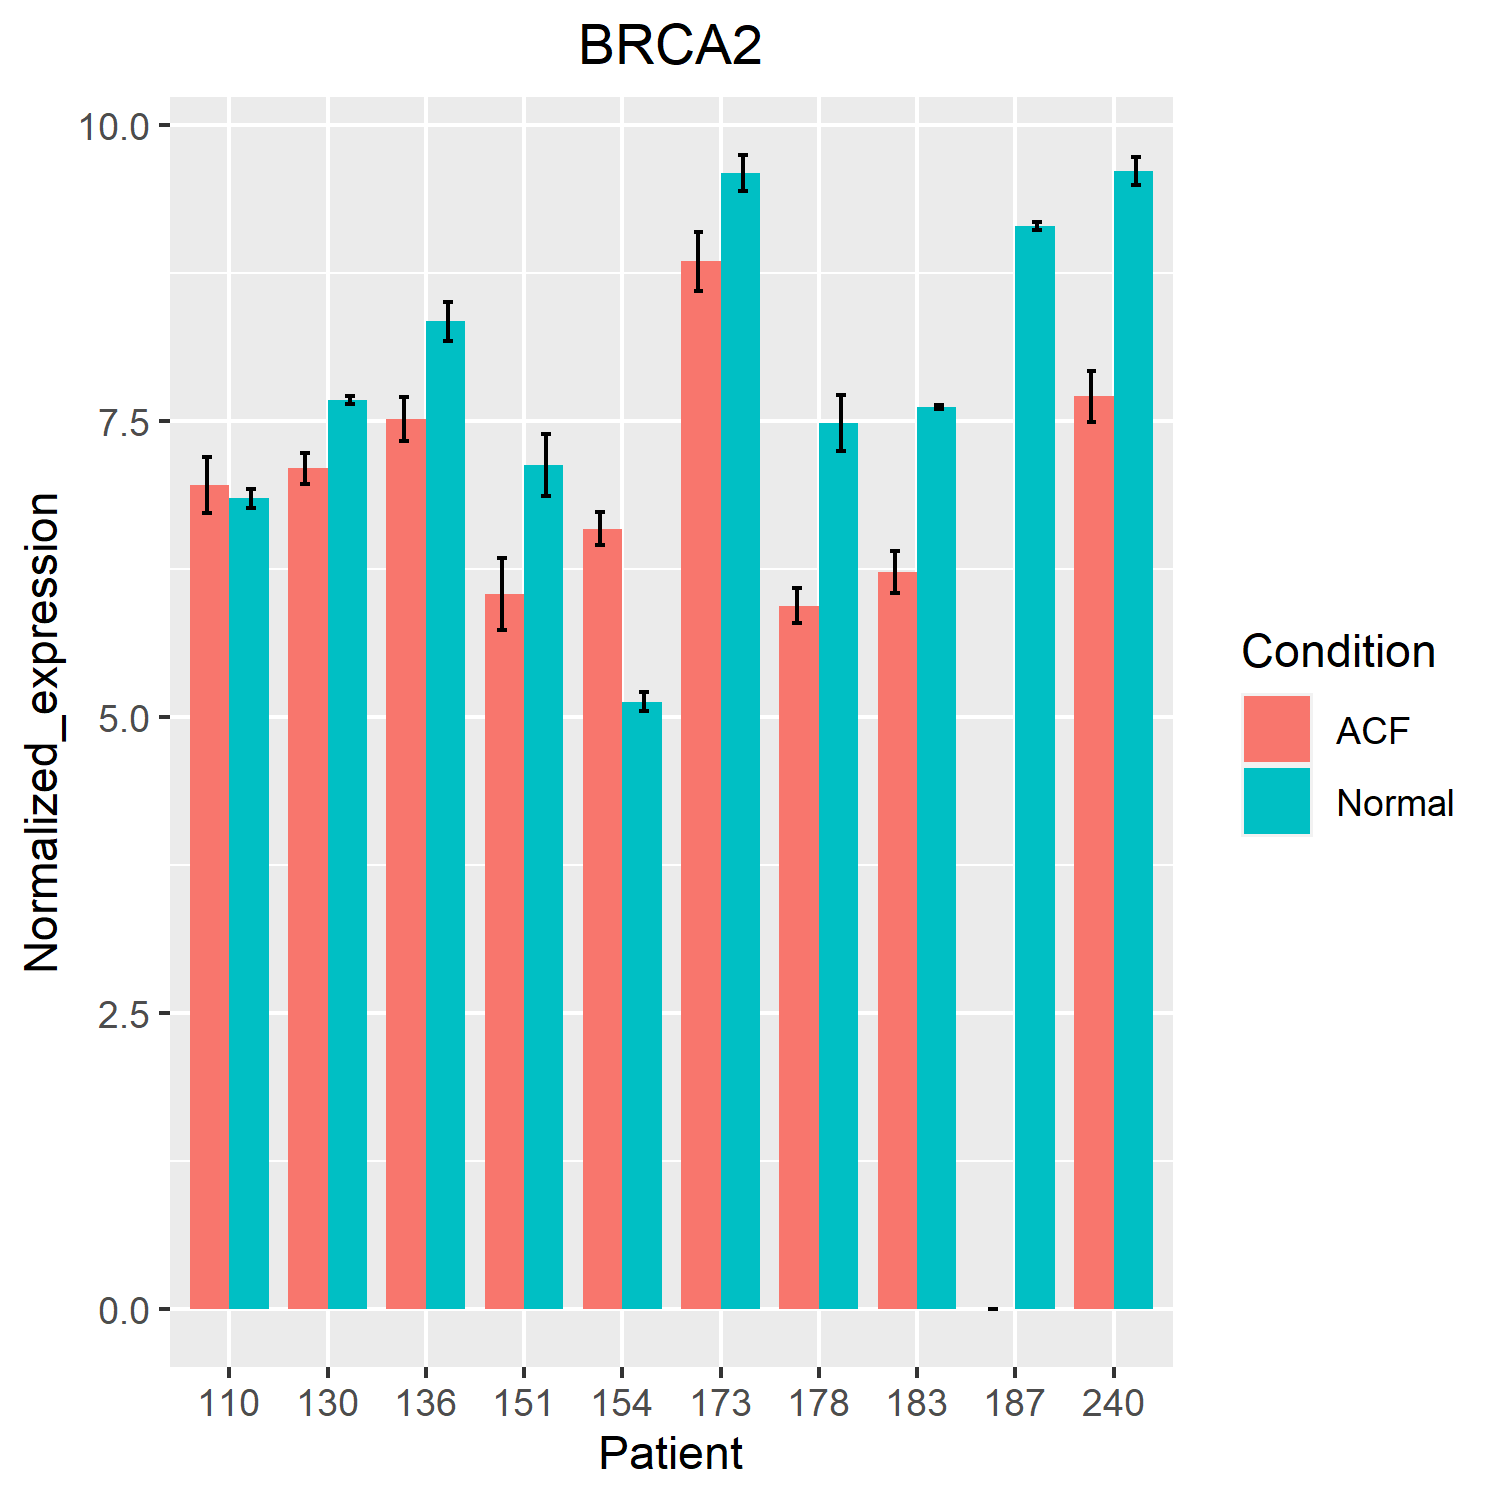 BRCA2
10.0
7.5
5.0
2.5
0.0
Normalized_expression
110 130 136 151 154 173 178 183 187 240
Patient
Condition
ACF
Normal